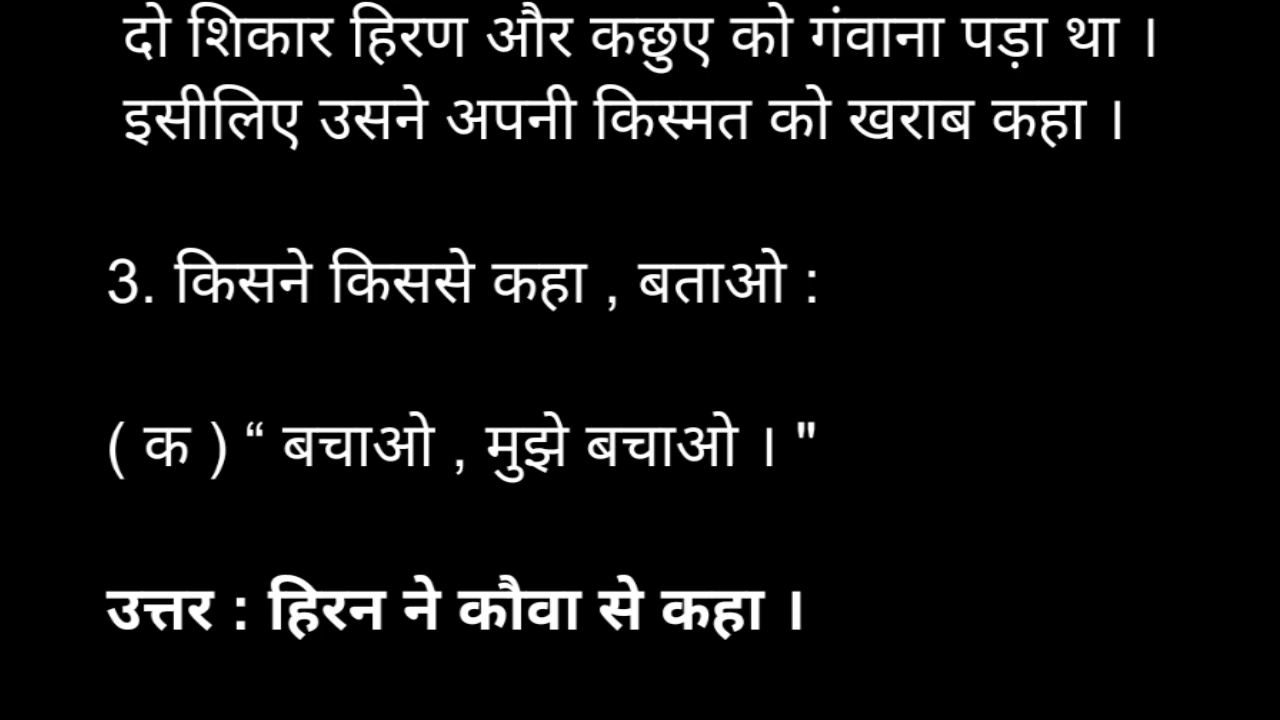 दो शिकार हिरण और कछुए को गंवाना पड़ा था ।
इसीलिए उसने अपनी किस्मत को खराब कहा ।
3. किसने किससे कहा , बताओ :
( क ) “ बचाओ , मुझे बचाओ । "
उत्तर : हिरन ने कौवा से कहा ।